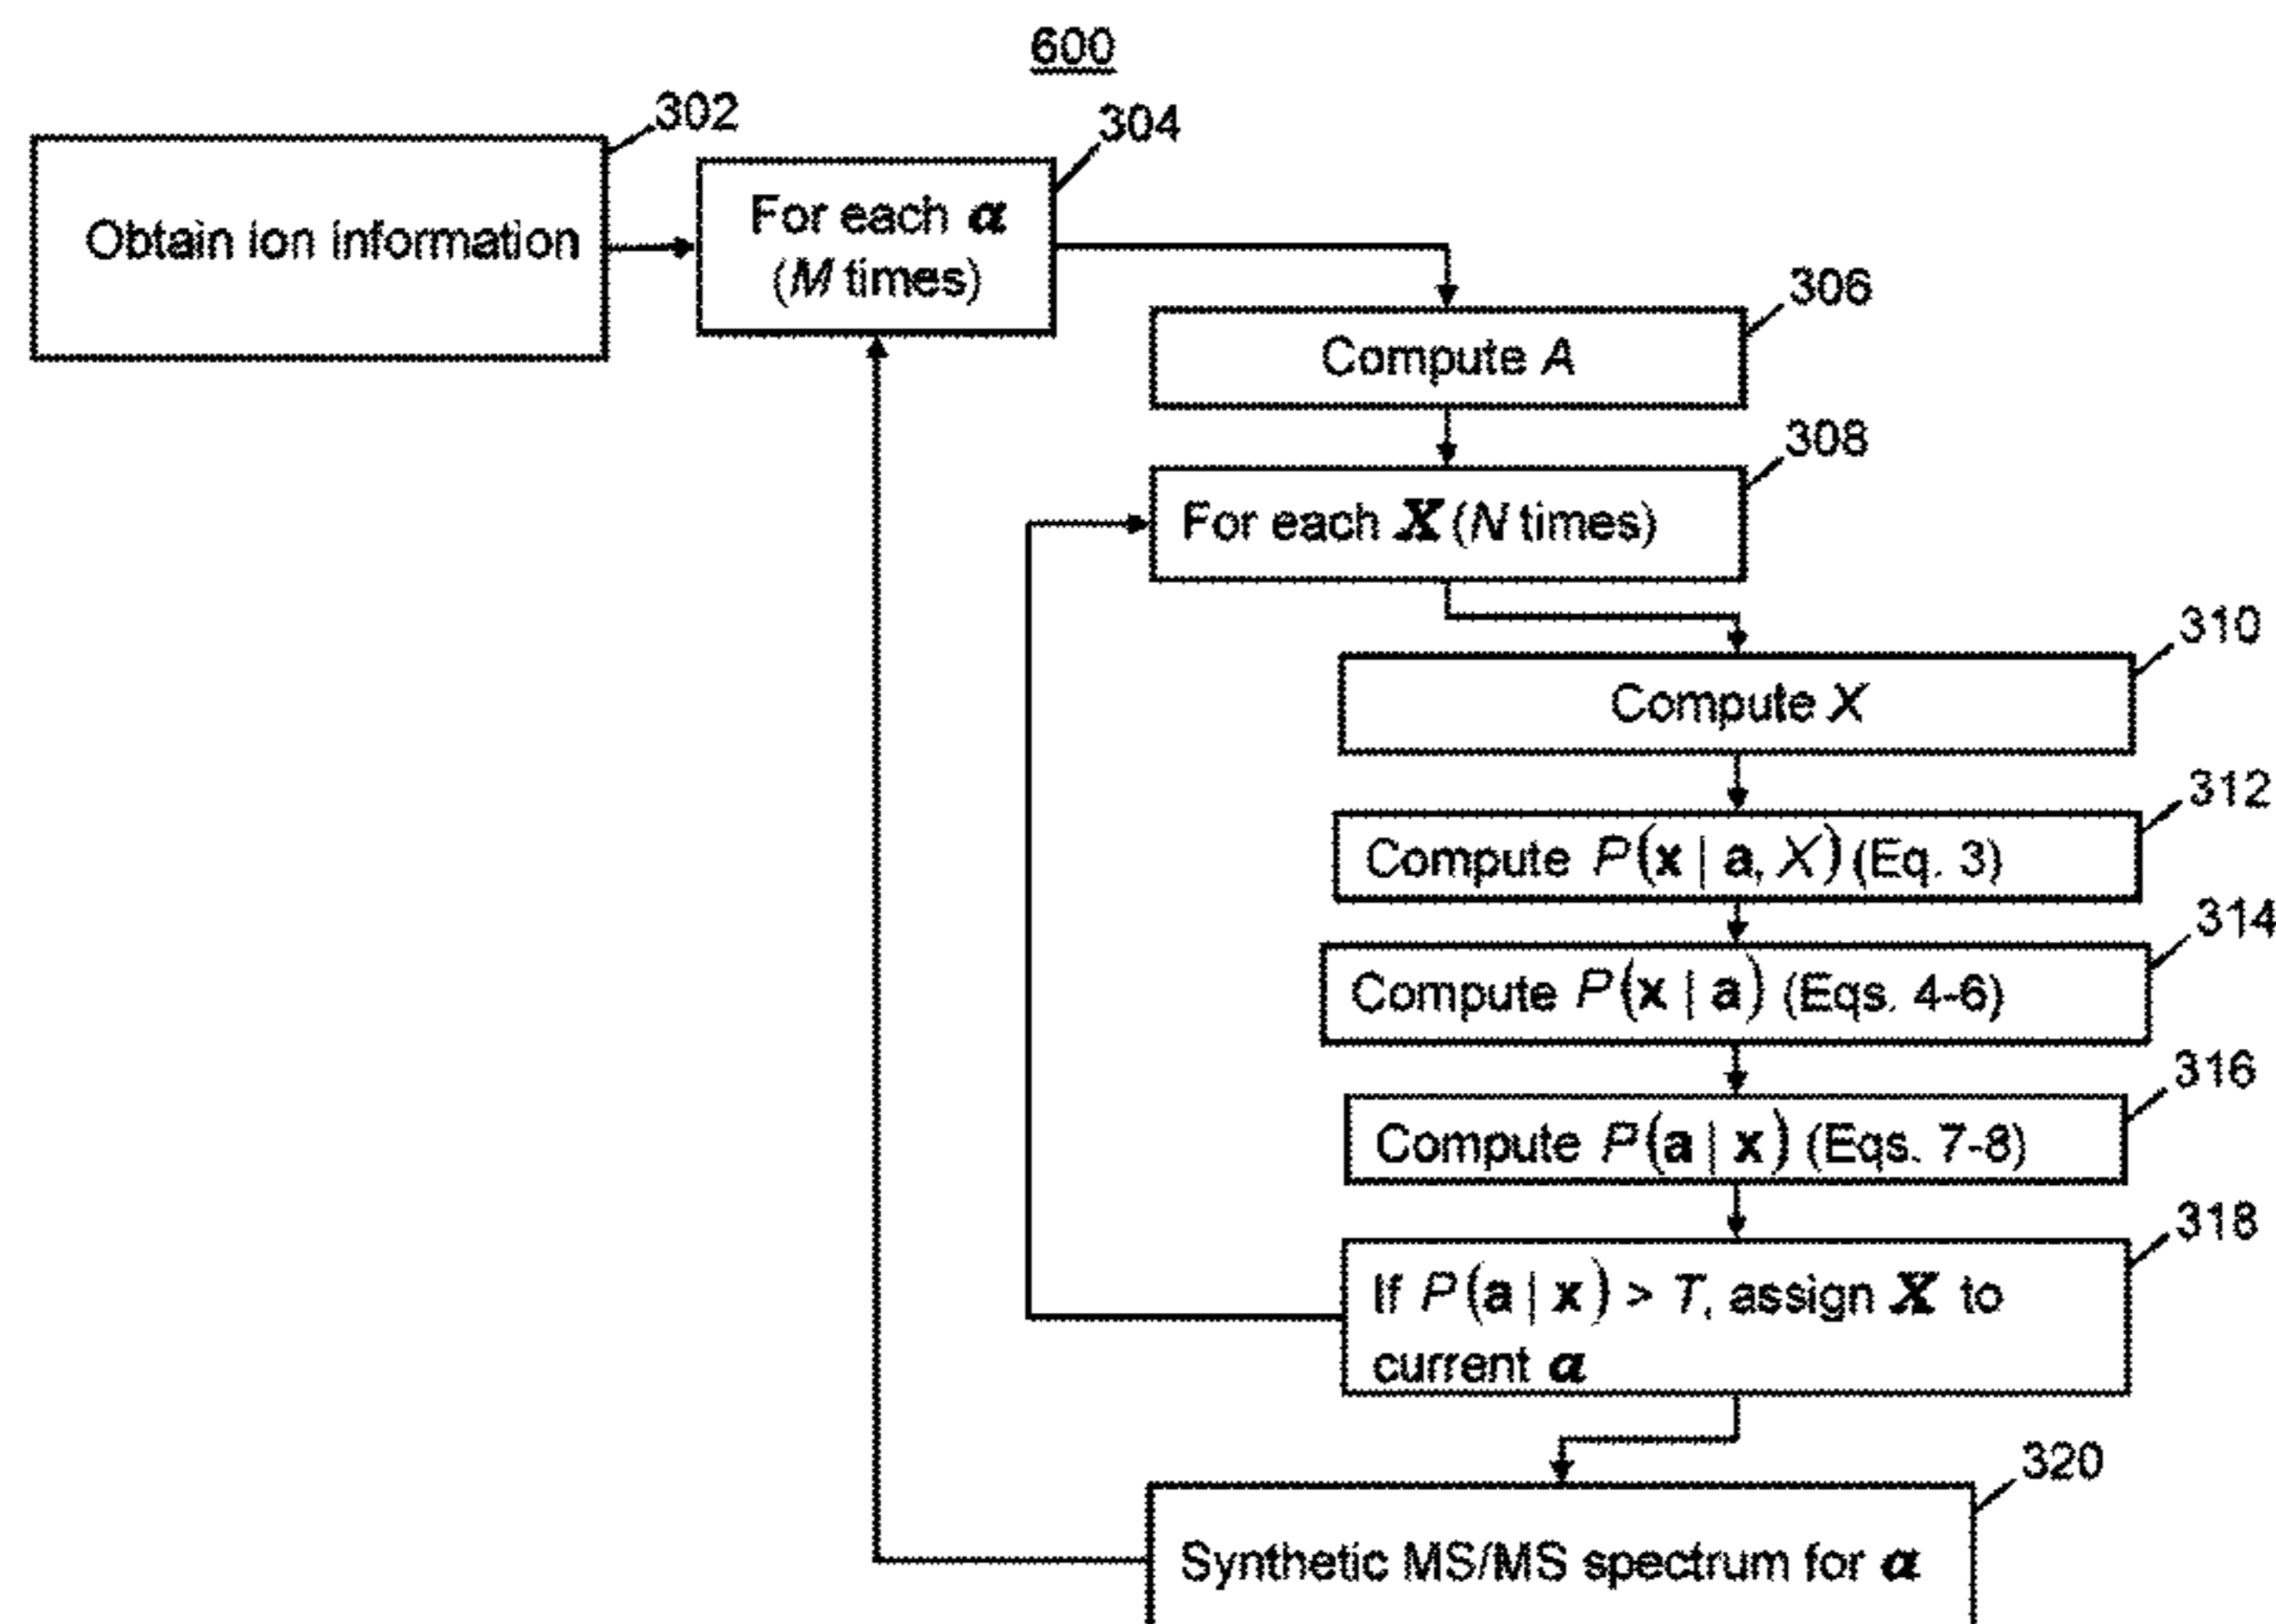 600
302
Obtain ion information
304
For each α
(M times)
306
Compute A
308
For each X (N times)
310
Compute X
312
Compute P(x | a, X) (Eq. 3)
314
Compute P(x | a) (Eqs. 4-6)
316
Compute P(a | x) (Eqs. 7-8)
318
If P(a | x) > T, assign X to
current α
320
Synthetic MS/MS spectrum for α